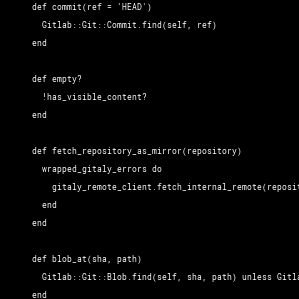 def commit(ref = 'HEAD')
Gitlab::Git::Commit.find(self, ref)
end
def empty?
!has_visible_content?
end
def fetch_repository_as_mirror(repository)
wrapped_gitaly_errors do
gitaly_remote_client.fetch_internal_remote(reposit
end
end
def blob_at(sha, path)
Gitlab::Git::Blob.find(self, sha, path) unless Gitla
end